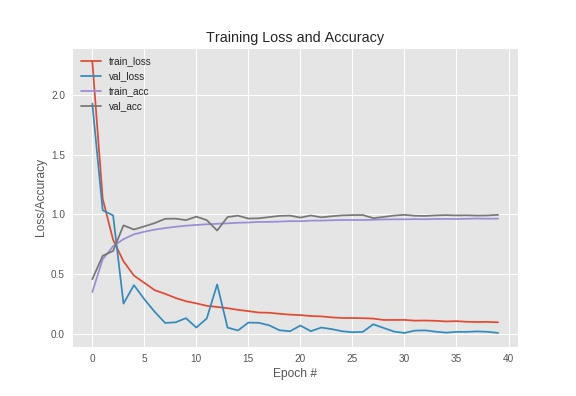 Training Loss and Accuracy
train_loss
val_loss
train_acc
val_acc
2.0
1.5
1.0
0.5
0.0
Loss/Accuracy
0 5 10 15 20 25 30 35 40
Epoch #